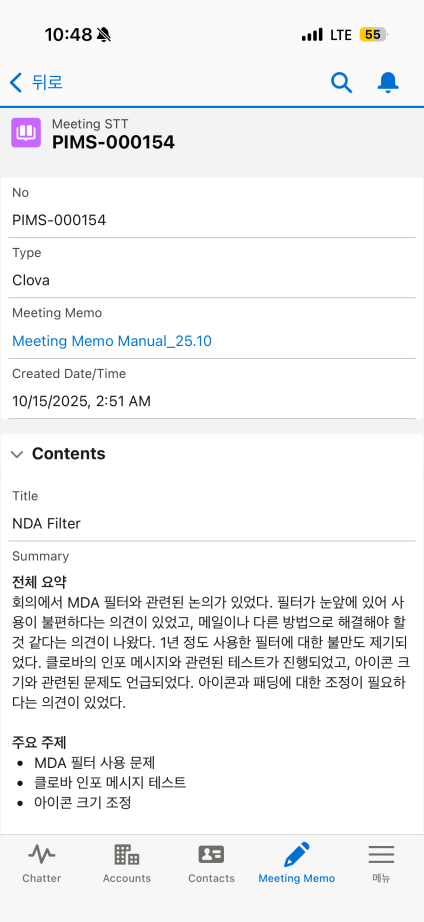 10:48
LTE 55
뒤로
Meeting STT
PIMS-000154
No
PIMS-000154
Type
Clova
Meeting Memo
Meeting Memo Manual_25.10
Created Date/Time
10/15/2025, 2:51 AM
Contents
Title
NDA Filter
Summary
전체 요약
회의에서 MDA 필터와 관련된 논의가 있었다. 필터가 눈앞에 있어 사
용이 불편하다는 의견이 있었고, 메일이나 다른 방법으로 해결해야 할
것 같다는 의견이 나왔다. 1년 정도 사용한 필터에 대한 불만도 제기되
었다. 클로바의 인포 메시지와 관련된 테스트가 진행되었고, 아이콘 크
기와 관련된 문제도 언급되었다. 아이콘과 패딩에 대한 조정이 필요하
다는 의견이 있었다.
주요 주제
• MDA 필터 사용 문제
• 클로바 인포 메시지 테스트
• 아이콘 크기 조정
Chatter
Accounts
Contacts
Meeting Memo
메뉴